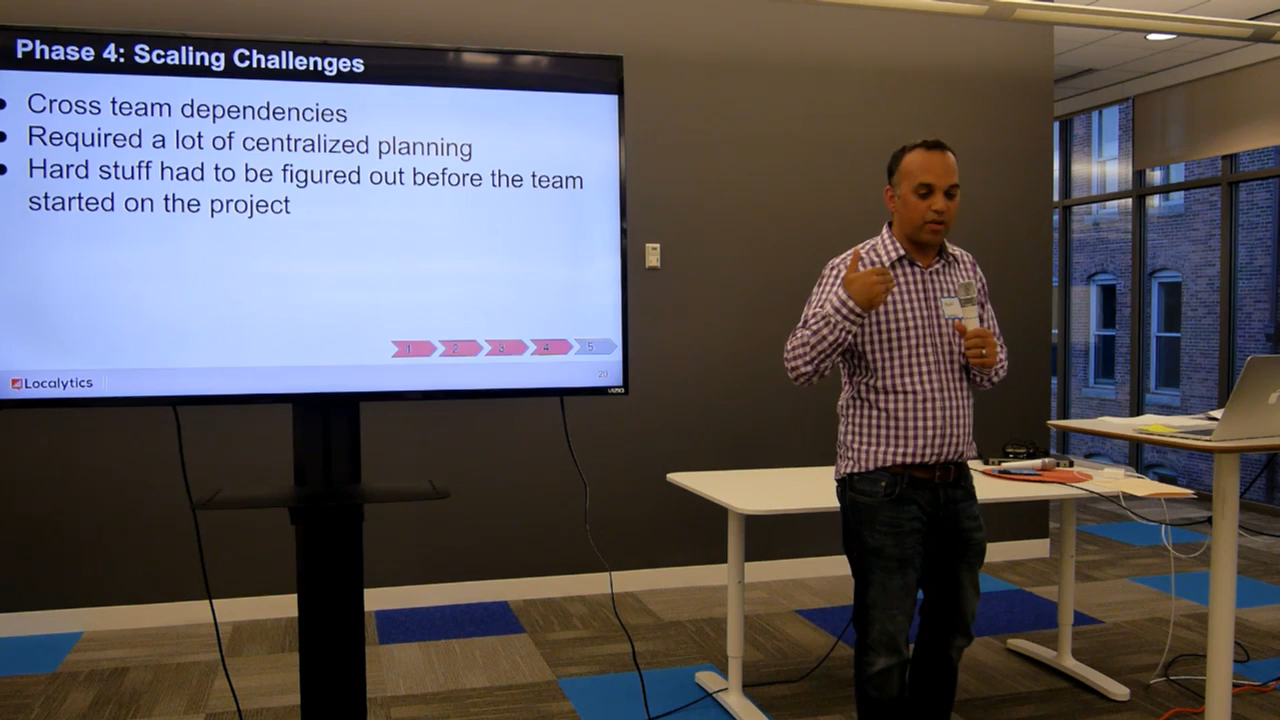 Phase 4: Scaling Challenges
• Cross team dependencies
• Required a lot of centralized planning
• Hard stuff had to be figured out before the team
started on the project
1 2 3 4 5
Localytics
20
VIZIO